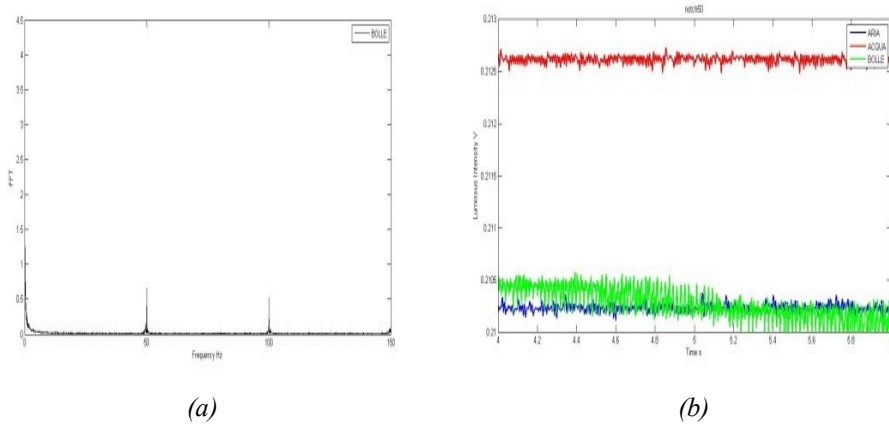 4.5
4
3.5
3
2.5
2
1.5
1
0.5
0
0
50
100
150
FFT
Frequency Hz
BOLLE
(a)
notch50
0.213
0.2125
0.212
0.2115
0.211
0.2105
0.21
4
4.2
4.4
4.6
4.8
5
5.2
5.4
5.6
5.8
Luminous Intensity V
Time s
ARIA
ACQUA
BOLLE
(b)